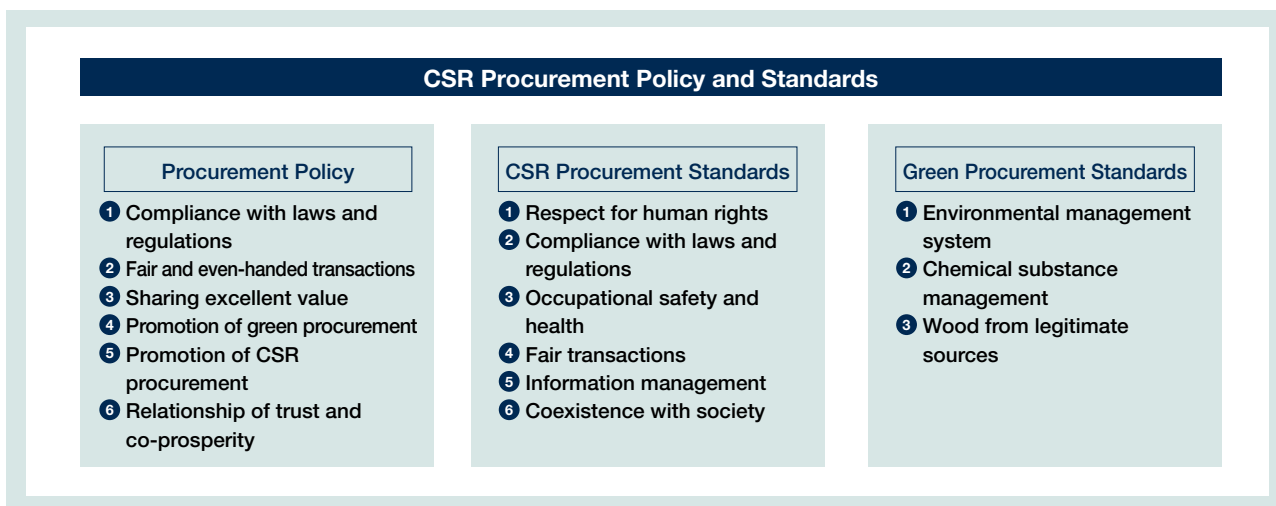 CSR Procurement Policy and Standards
Procurement Policy
1 Compliance with laws and
regulations
2 Fair and even-handed transactions
3 Sharing excellent value
4 Promotion of green procurement
5 Promotion of CSR
procurement
6 Relationship of trust and
co-prosperity
CSR Procurement Standards
1 Respect for human rights
2 Compliance with laws and
regulations
3 Occupational safety and
health
4 Fair transactions
5 Information management
6 Coexistence with society
Green Procurement Standards
1 Environmental management
system
2 Chemical substance
management
3 Wood from legitimate
sources